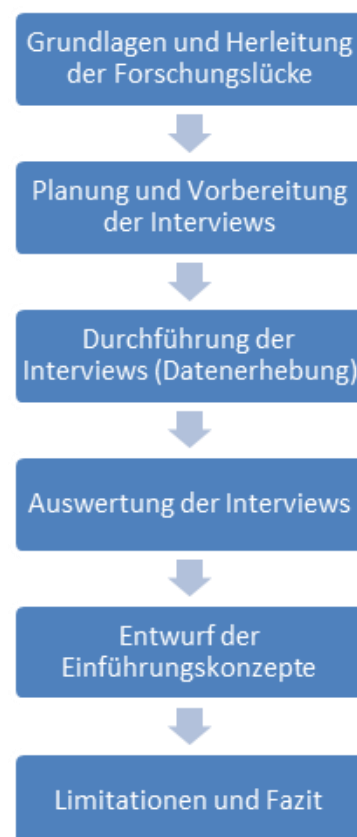 Grundlagen und Herleitung
der Forschungslücke
Planung und Vorbereitung
der Interviews
Durchführung der
Interviews (Datenerhebung)
Auswertung der Interviews
Entwurf der
Einführungskonzepte
Limitationen und Fazit